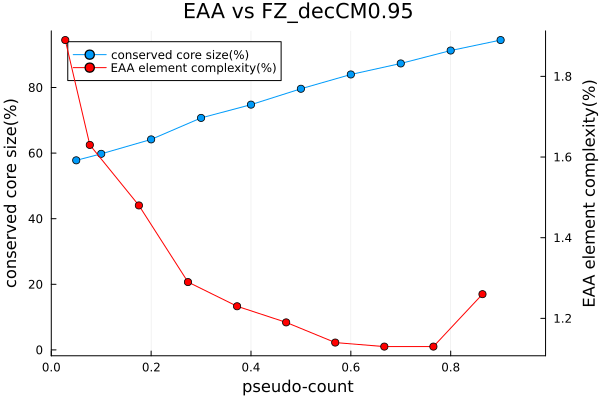 EAA vs FZ_decCM0.95
conserved core size(%)
EAA element complexity(%)
conserved core size(%)
80
60
40
20
0
1.8
1.6
1.4
1.2
EAA element complexity(%)
0.0 0.2 0.4 0.6 0.8
pseudo-count